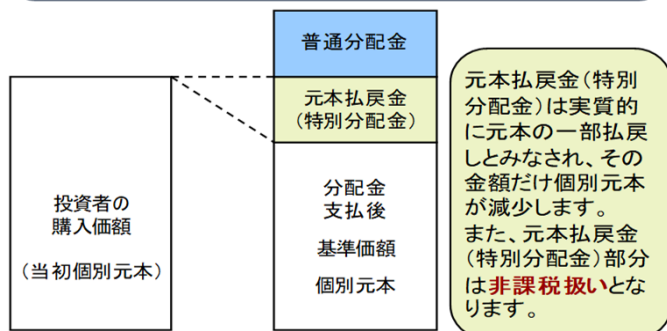 普通分配金
元本払戻金
(特別分配金)
投資者の
購入価額
(当初個別元本)
分配金
支払後
基準価額
個別元本
元本払戻金(特別
分配金)は実質的
に元本の一部払戻
しとみなされ、その
金額だけ個別元本
が減少します。
また、元本払戻金
(特別分配金)部分
は非課税扱いとな
ります。